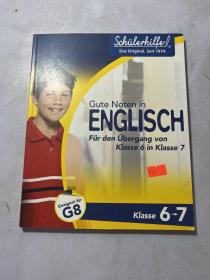 Schülerhilfe!
Das Original. Seit 1974.
Gute Noten in
ENGLISCH
Für den Übergang von
Klasse 6 in Klasse 7
Geeignet für
G8
Klasse 6-7